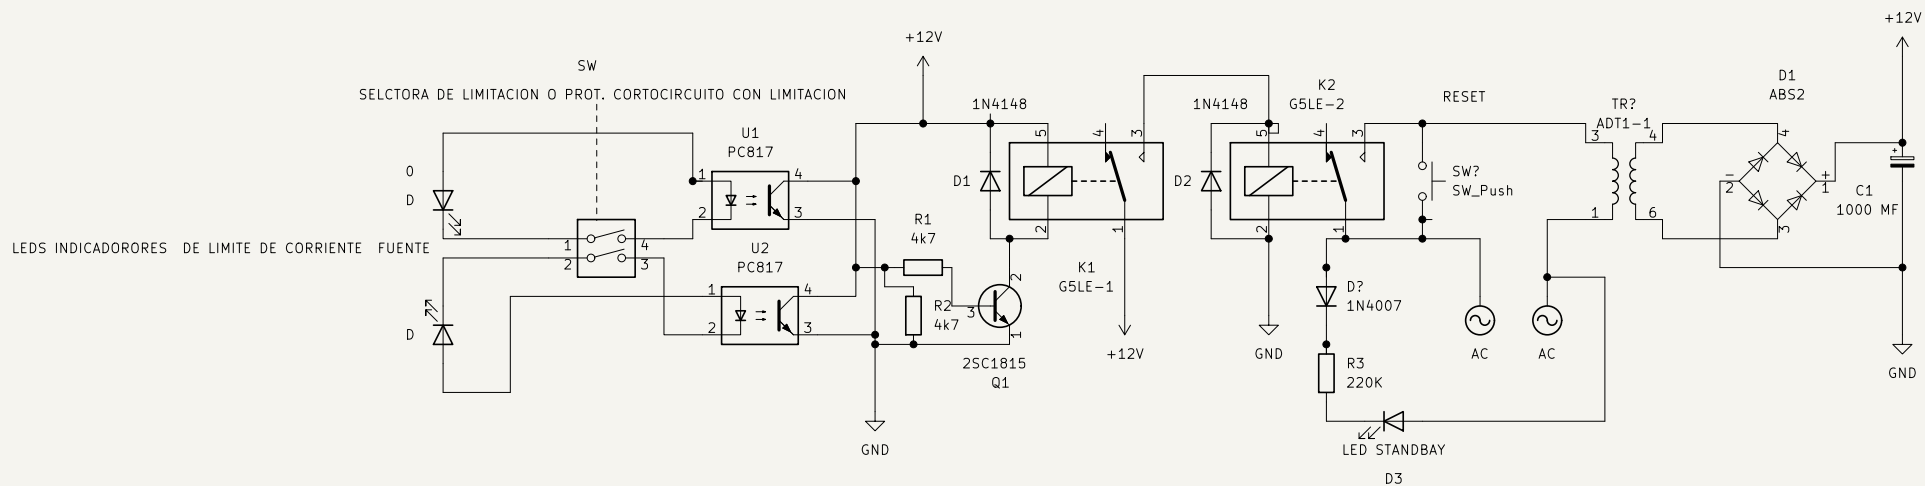 +12V
+12V
SW
SELCTORA DE LIMITACION O PROT. CORTOCIRCUITO CON LIMITACION
K2
G5LE-2
D1
ABS2
1N4148
1N4148
RESET
TR?
ADT1-1
U1
PC817
5
4
3
5
4
3
3
4
4
1
4
2
3
O
D
D1
D2
SW?
SW_Push
-
2
+
1
+
C1
1000 MF
R1
4k7
1
6
3
2
1
2
1
LEDS INDICADORORES DE LIMITE DE CORRIENTE FUENTE
1
4
2
3
U2
PC817
K1
G5LE-1
1
4
2
3
R2
4k7
2
3
1
D?
1N4007
D
2SC1815
Q1
+12V
GND
AC
AC
GND
R3
220K
GND
LED STANDBAY
D3